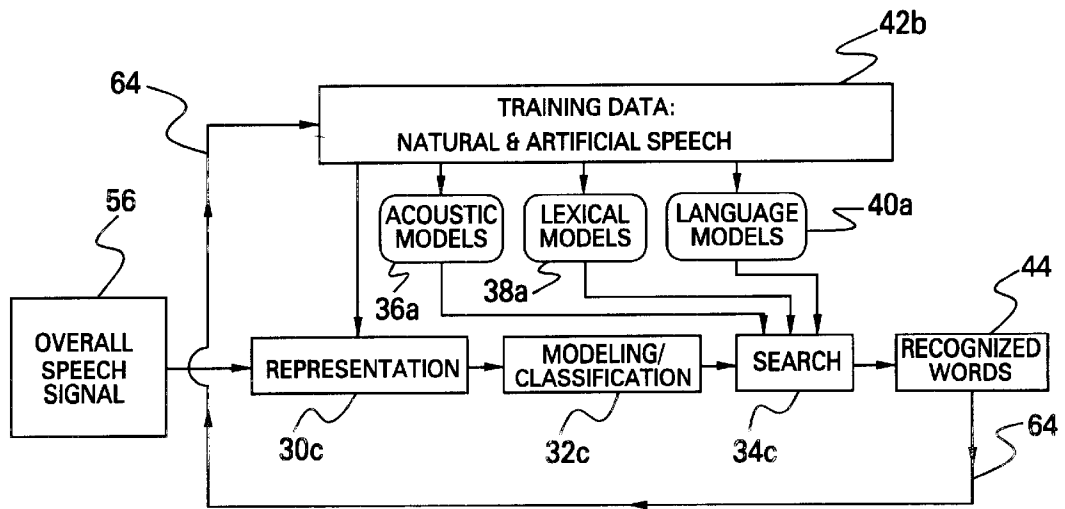 42b
64
TRAINING DATA:
NATURAL & ARTIFICIAL SPEECH
56
ACOUSTIC
MODELS
LEXICAL
MODELS
LANGUAGE
MODELS
40a
36a
38a
44
OVERALL
SPEECH
SIGNAL
REPRESENTATION
MODELING/
CLASSIFICATION
SEARCH
RECOGNIZED
WORDS
30c
32c
34c
64